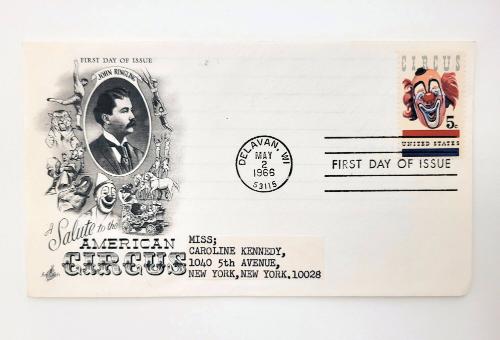 FIRST DAY OF ISSUE
JOHN RINGLING
A Salute to the
AMERICAN
CIRCUS
CIRCUS
5c
UNITED STATES
DELAVAN, WI
MAY
2
1966
53115
FIRST DAY OF ISSUE
MISS;
CAROLINE KENNEDY,
1040 5th AVENUE,
NEW YORK,NEW YORK.10028